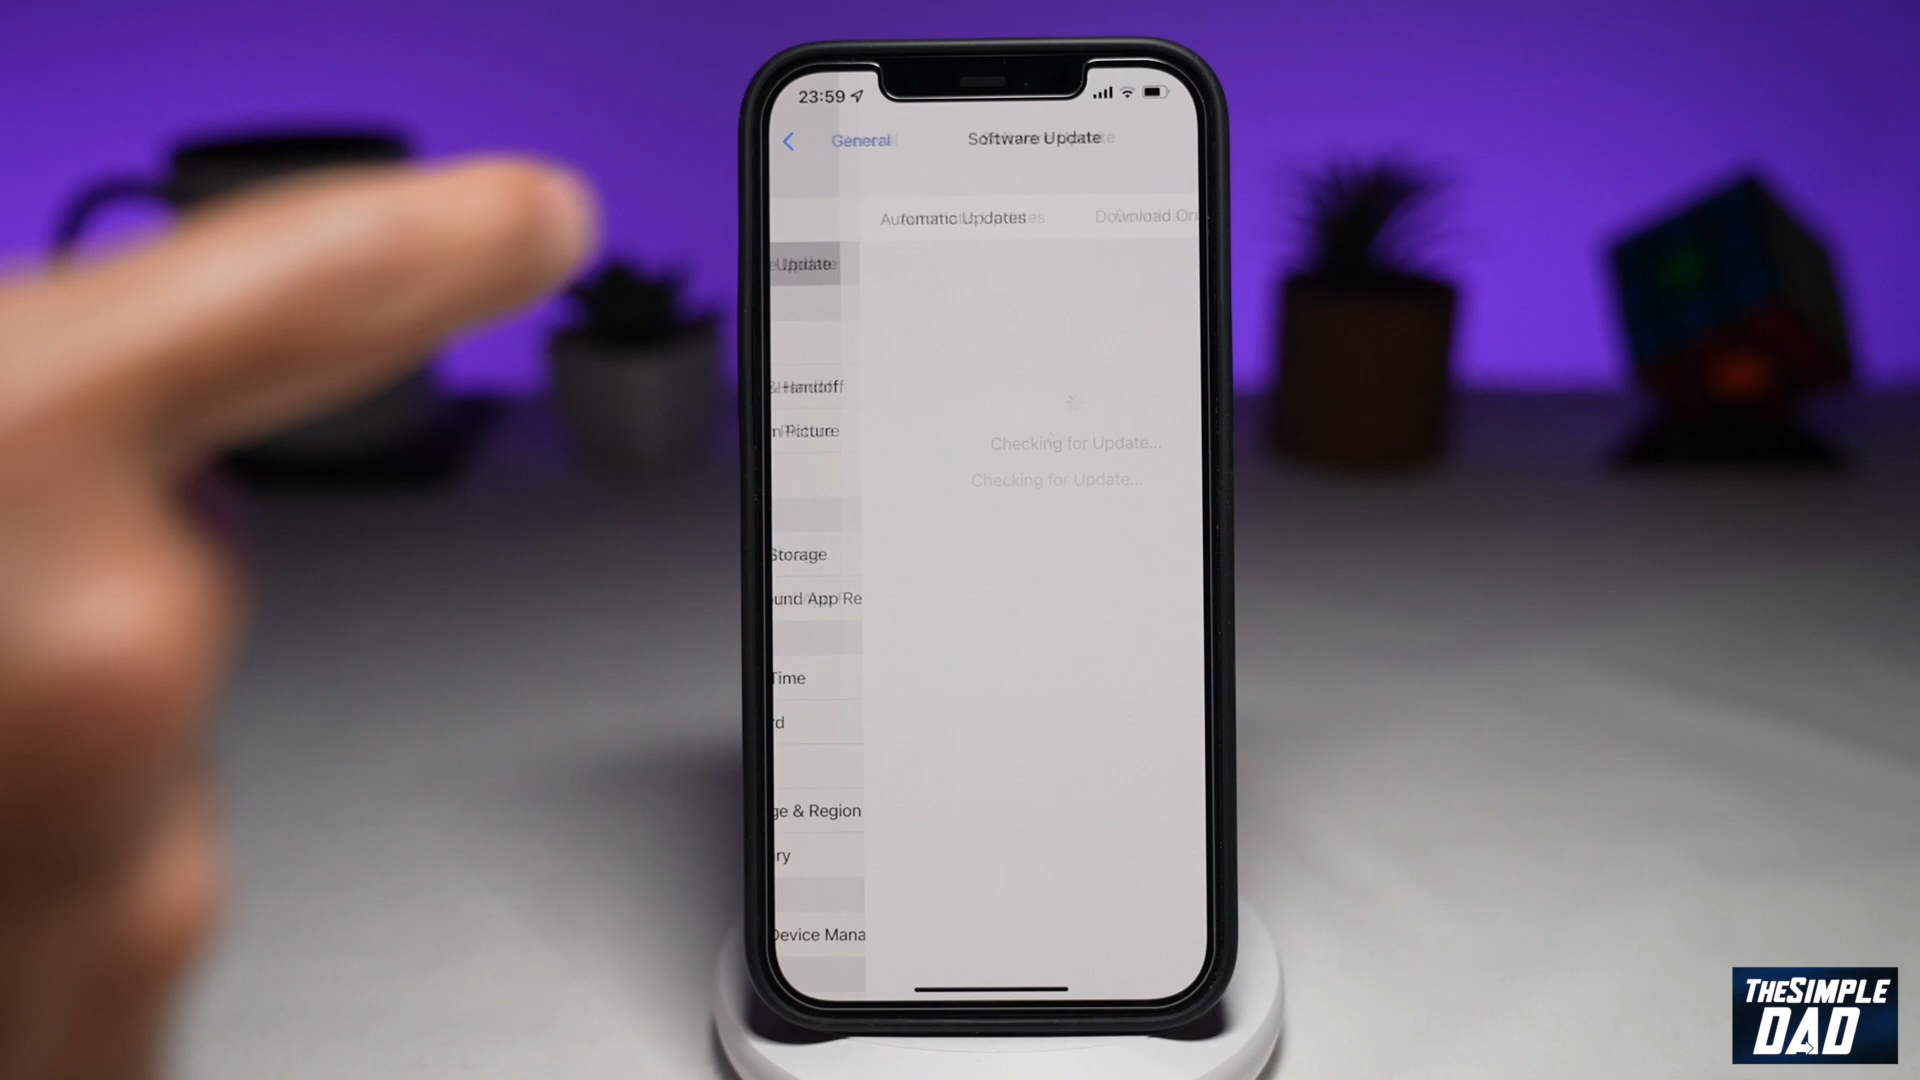 23:59
General
Software Update
Automatic Updates
Download On
Update
& Handoff
n Picture
Checking for Update...
Checking for Update...
Storage
und App Re
Time
rd
ge & Region
ry
Device Mana
THESIMPLE
DAD